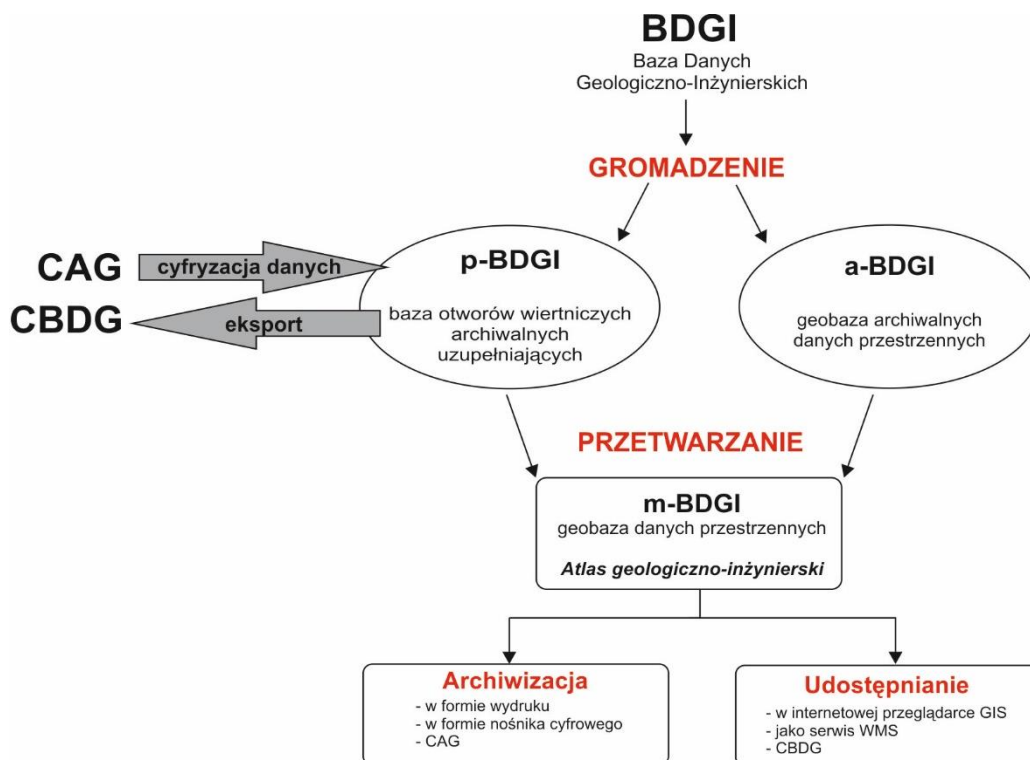 BDGI
Baza Danych
Geologiczno-Inżynierskich
GROMADZENIE
CAG
cyfryzacja danych
CBDG
eksport
p-BDGI
baza otworów wiertniczych
archiwalnych
uzupełniających
a-BDGI
geobaza archiwalnych
danych przestrzennych
PRZETWARZANIE
m-BDGI
geobaza danych przestrzennych
Atlas geologiczno-inżynierski
Archiwizacja
- w formie wydruku
- w formie nośnika cyfrowego
- CAG
Udostępnianie
- w internetowej przeglądarce GIS
- jako serwis WMS
- CBDG